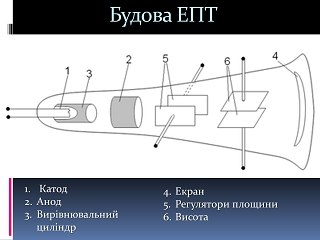 Будова ЕПТ
1
3
2
5
6
4
1. Катод
2. Анод
3. Вирівнювальний
циліндр
4. Екран
5. Регулятори площини
6. Висота